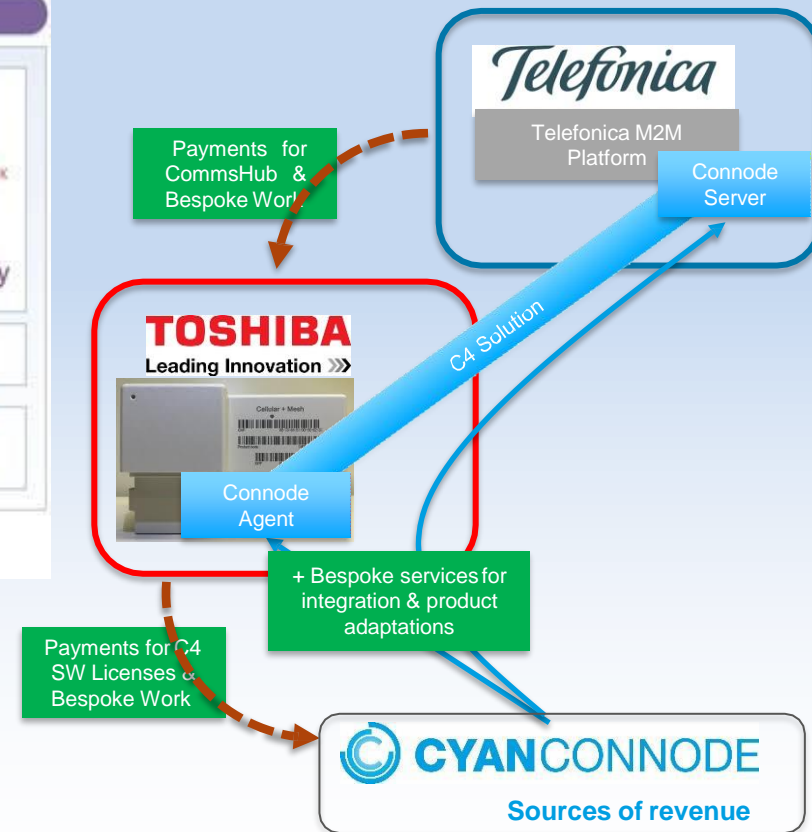 Telefonica
Telefonica M2M
Platform
Connode
Server
Payments for
CommsHub &
Bespoke Work
C4 Solution
TOSHIBA
Leading Innovation >>>
Cellular + Mesh
Connode
Agent
+ Bespoke services for
integration & product
adaptations
Payments for C4
SW Licenses &
Bespoke Work
CYANCONNODE
Sources of revenue